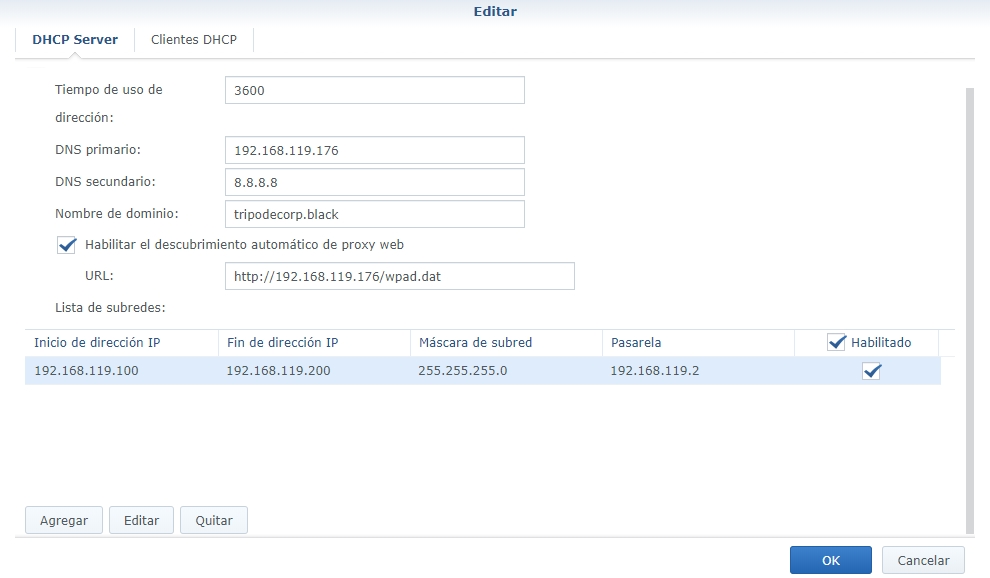 Editar
DHCP Server Clientes DHCP
Tiempo de uso de dirección: 3600
DNS primario: 192.168.119.176
DNS secundario: 8.8.8.8
Nombre de dominio: tripodecorp.black
Habilitar el descubrimiento automático de proxy web
URL: http://192.168.119.176/wpad.dat
Lista de subredes:
Inicio de dirección IP Fin de dirección IP Máscara de subred Pasarela Habilitado
192.168.119.100 192.168.119.200 255.255.255.0 192.168.119.2
Agregar Editar Quitar
OK Cancelar